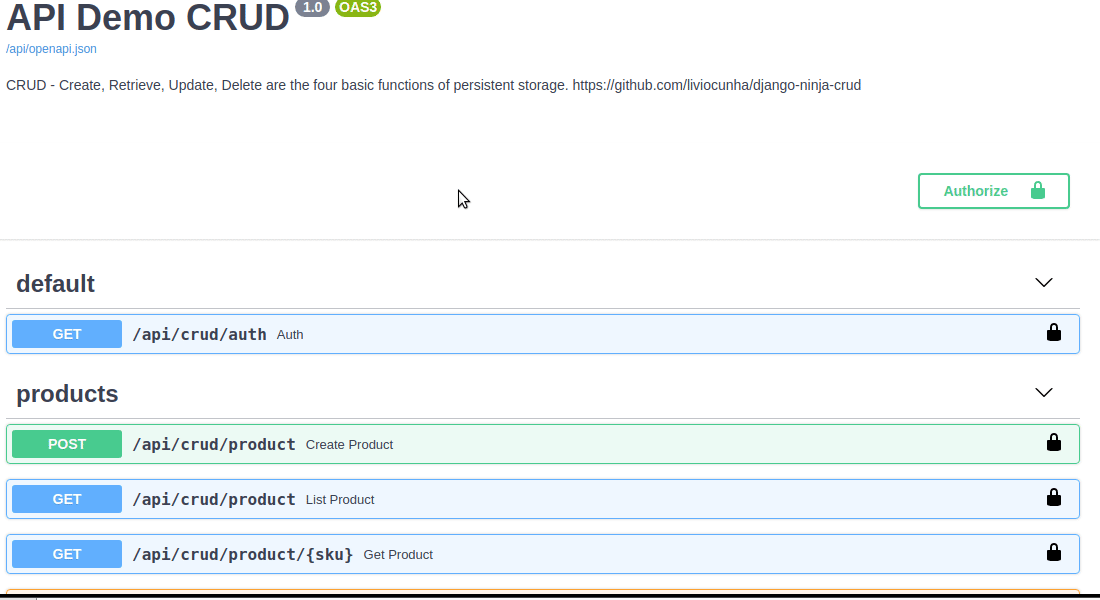 API Demo CRUD 1.0 OAS3
/api/openapi.json
CRUD - Create, Retrieve, Update, Delete are the four basic functions of persistent storage. https://github.com/liviocunha/django-ninja-crud
Authorize
default
GET /api/crud/auth Auth
products
POST /api/crud/product Create Product
GET /api/crud/product List Product
GET /api/crud/product/{sku} Get Product